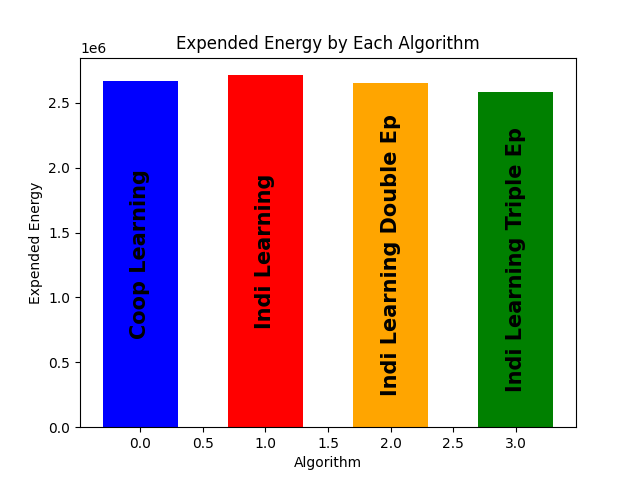 Expended Energy by Each Algorithm
1e6
2.5
2.0
1.5
1.0
0.5
0.0
Expended Energy
Coop Learning
Indi Learning
Indi Learning Double Ep
Indi Learning Triple Ep
0.0 0.5 1.0 1.5 2.0 2.5 3.0
Algorithm